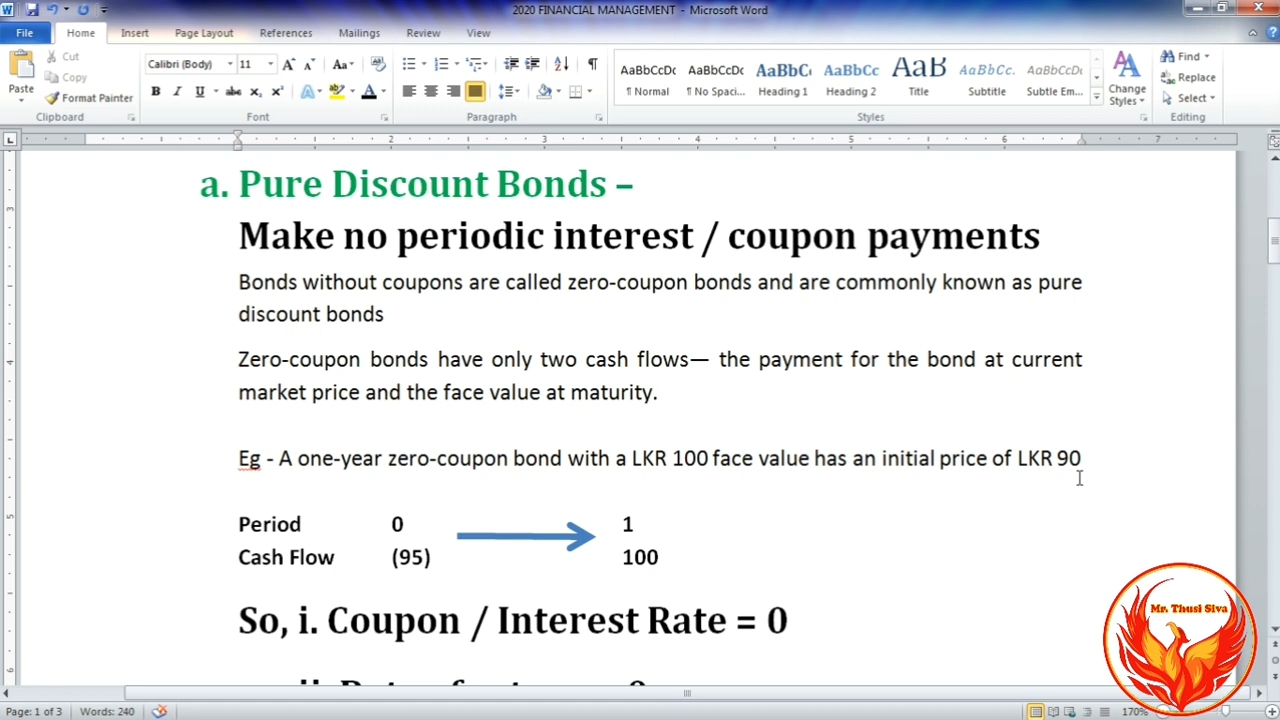 2020 FINANCIAL MANAGEMENT - Microsoft Word
File Home Insert Page Layout References Mailings Review View
Paste
Cut
Copy
Format Painter
Clipboard
Calibri (Body) 11
Font
Paragraph
AaBbCcDc AaBbCcDc AaBbC AaBbCc AaB AaBbCc. AaBbCcDc
¶ Normal ¶ No Spaci... Heading 1 Heading 2 Title Subtitle Subtle Em...
Styles
Change
Styles
Find
Replace
Select
Editing
1 2 3 4 5 6 7
a. Pure Discount Bonds –
Make no periodic interest / coupon payments
Bonds without coupons are called zero-coupon bonds and are commonly known as pure
discount bonds
Zero-coupon bonds have only two cash flows— the payment for the bond at current
market price and the face value at maturity.
Eg - A one-year zero-coupon bond with a LKR 100 face value has an initial price of LKR 90
Period 0 1
Cash Flow (95) 100
So, i. Coupon / Interest Rate = 0
Mr. Thusi Siva
Page: 1 of 3 Words: 240 170%